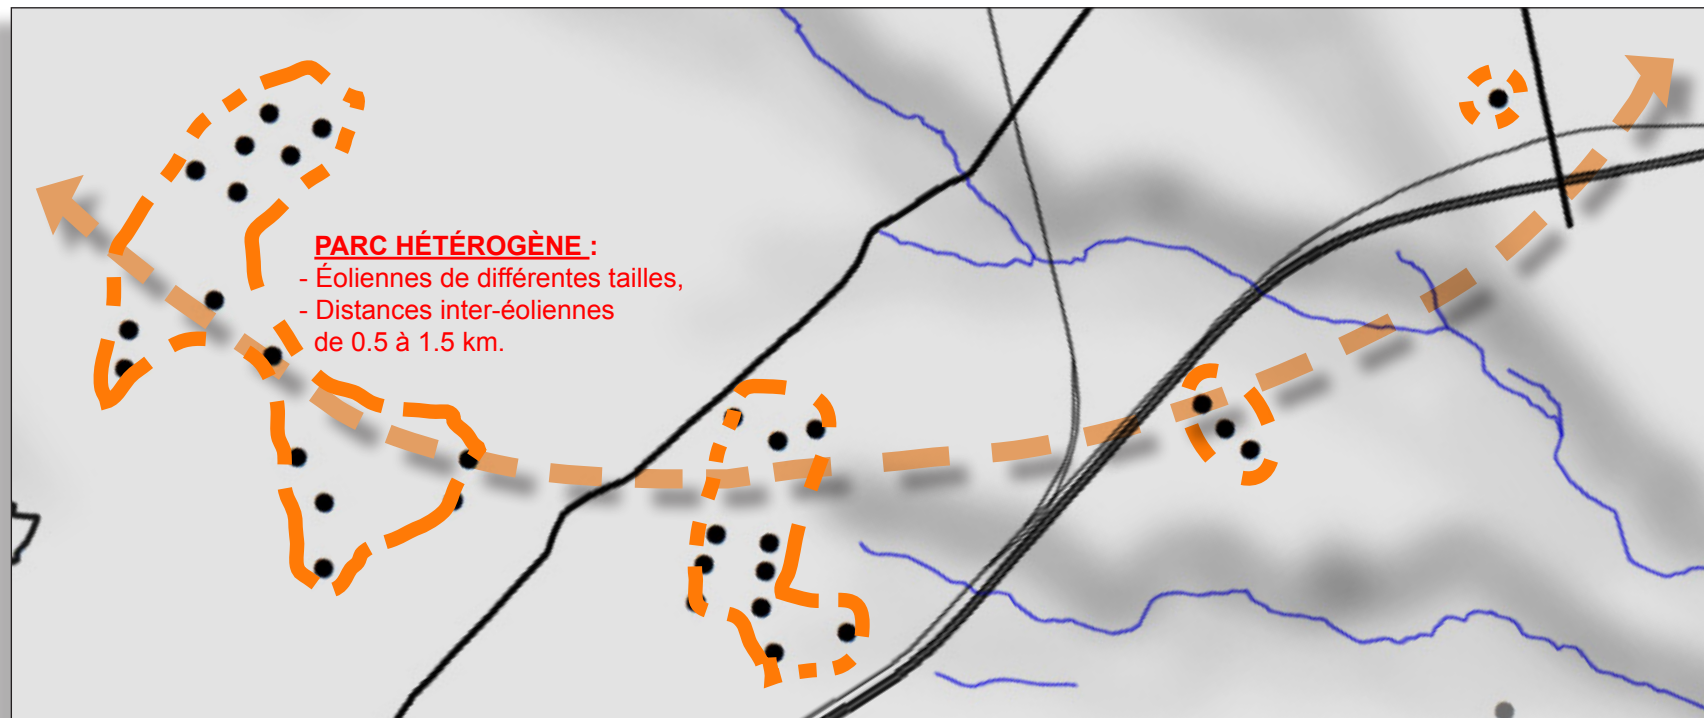 PARC HÉTÉROGÈNE :
- Éoliennes de différentes tailles,
- Distances inter-éoliennes
de 0.5 à 1.5 km.